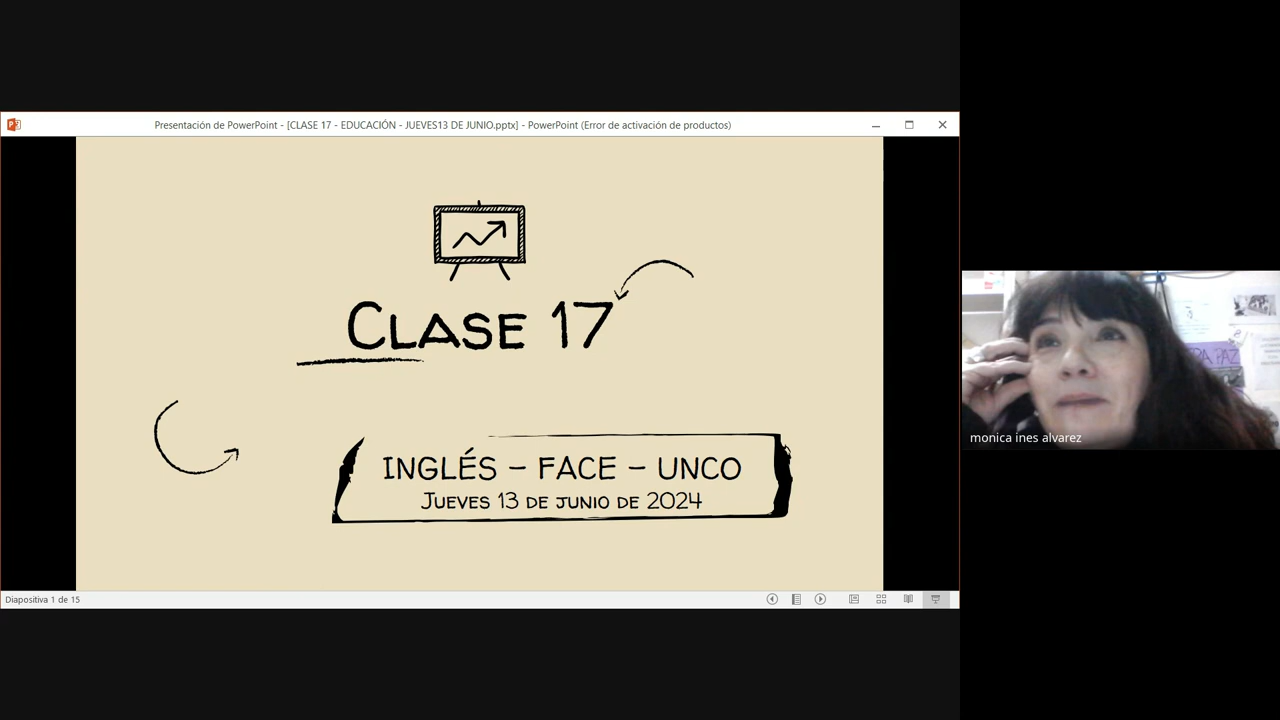 Presentación de PowerPoint - [CLASE 17 - EDUCACIÓN - JUEVES13 DE JUNIO.pptx] - PowerPoint (Error de activación de productos)
CLASE 17
INGLÉS – FACE – UNCO
JUEVES 13 DE JUNIO DE 2024
Diapositiva 1 de 15
PAZ
monica ines alvarez